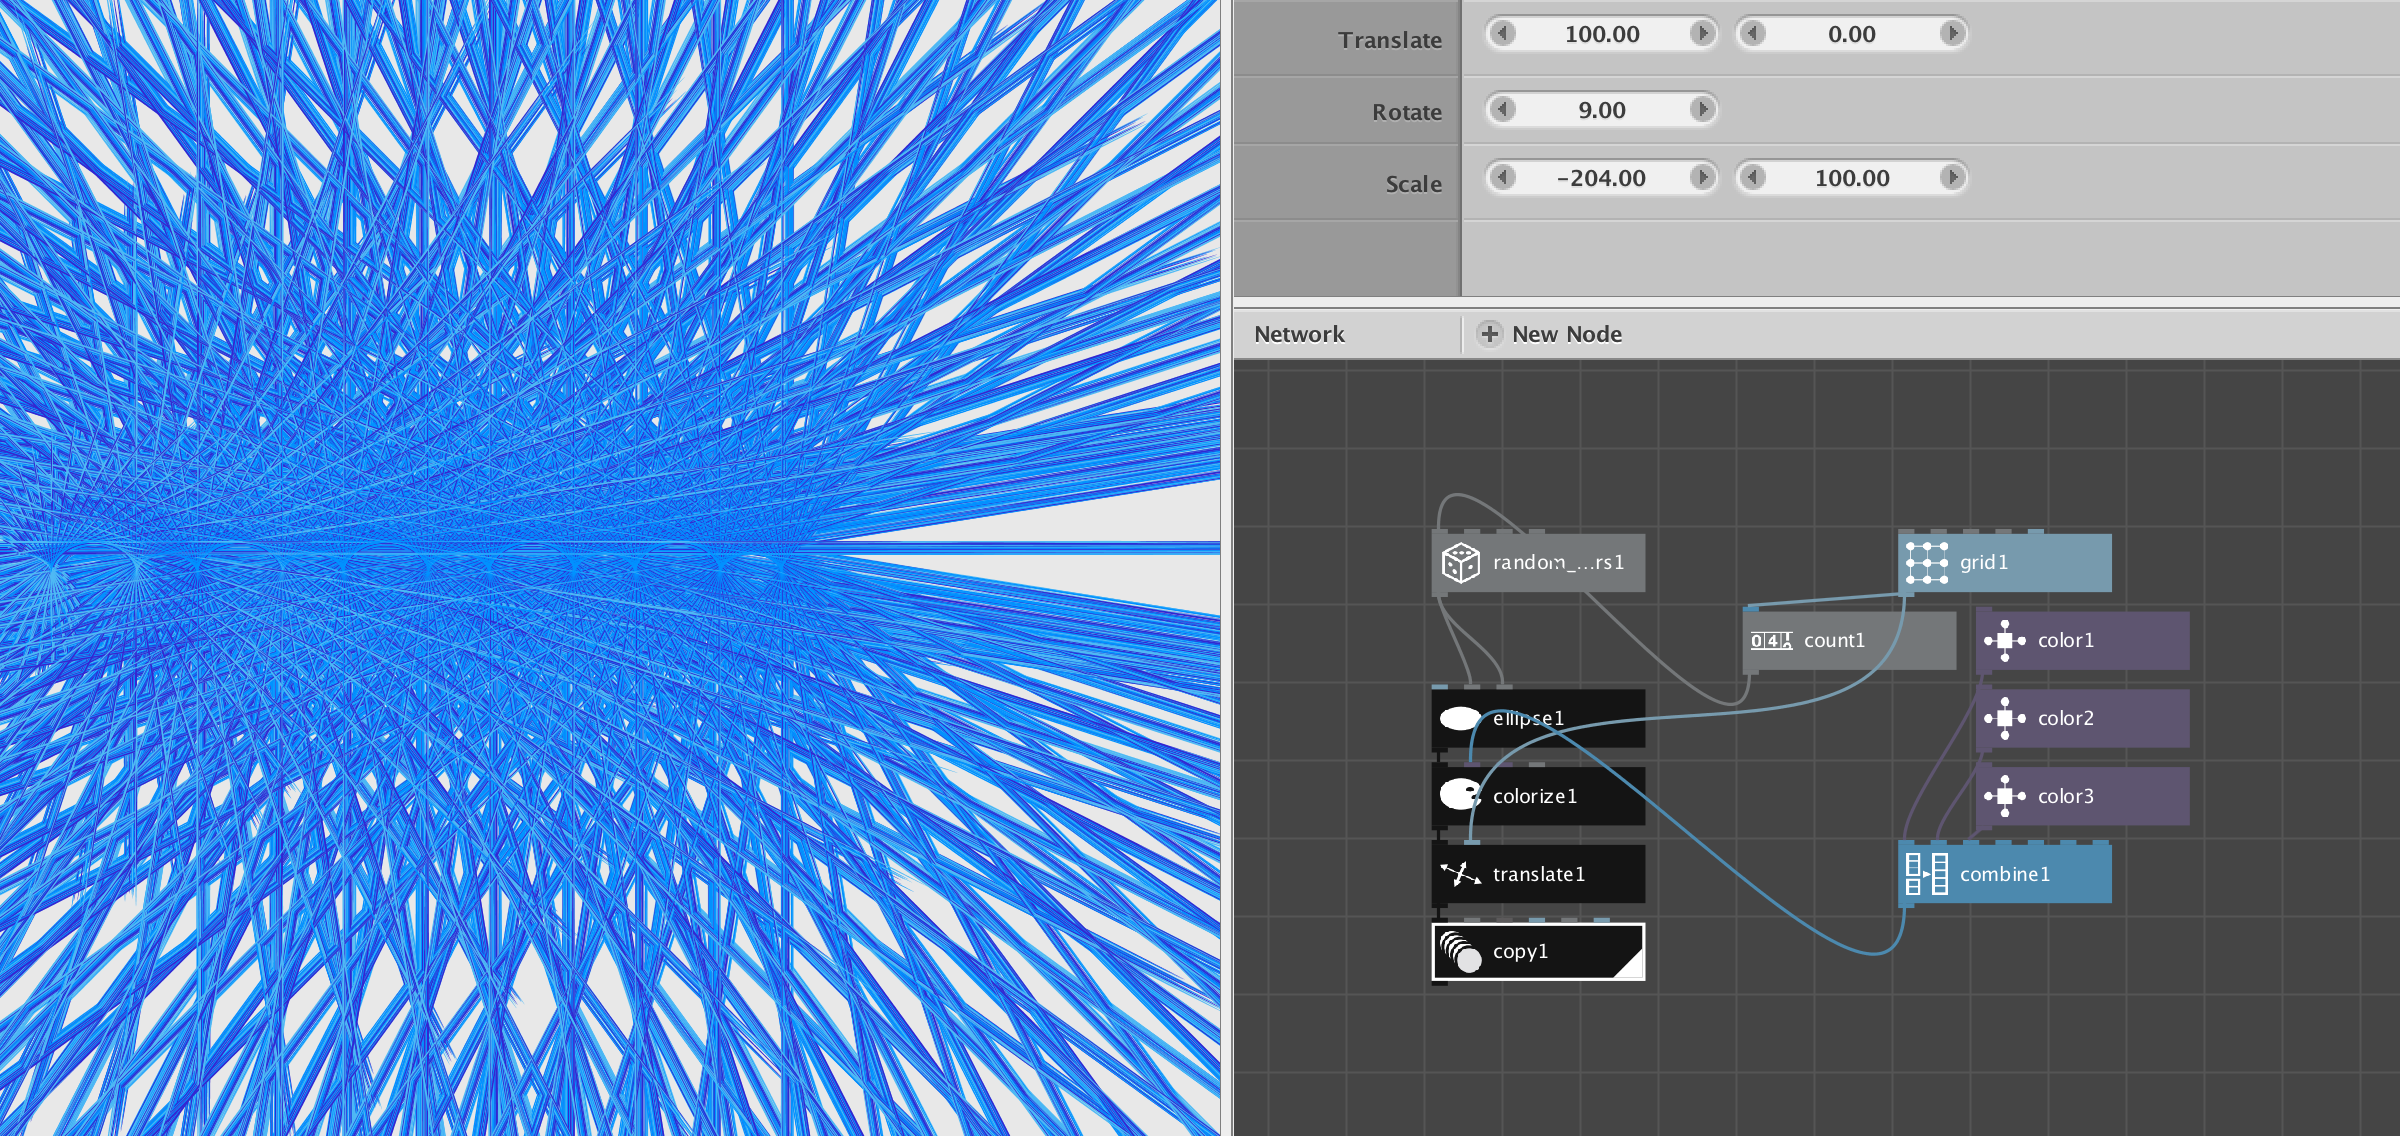 Translate 100.00 0.00
Rotate 9.00
Scale -204.00 100.00
Network New Node
random_...rs1
grid1
count1
color1
ellipse1
color2
colorize1
color3
translate1
combine1
copy1